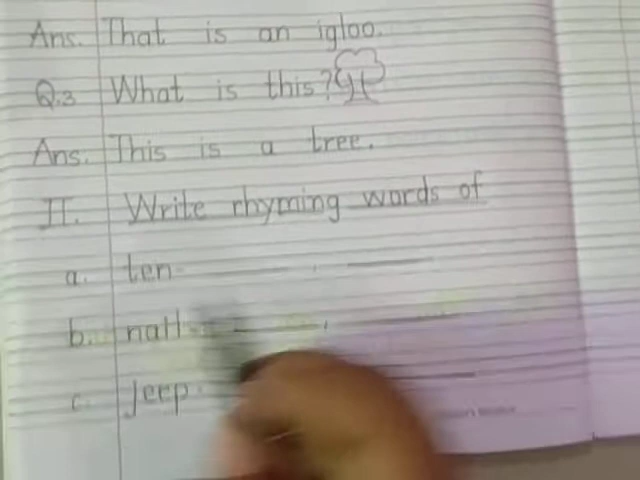 Ans. That is an igloo.
Q.3 What is this?
Ans. This is a tree.
II. Write rhyming words of
a. ten
b.
c. jeep